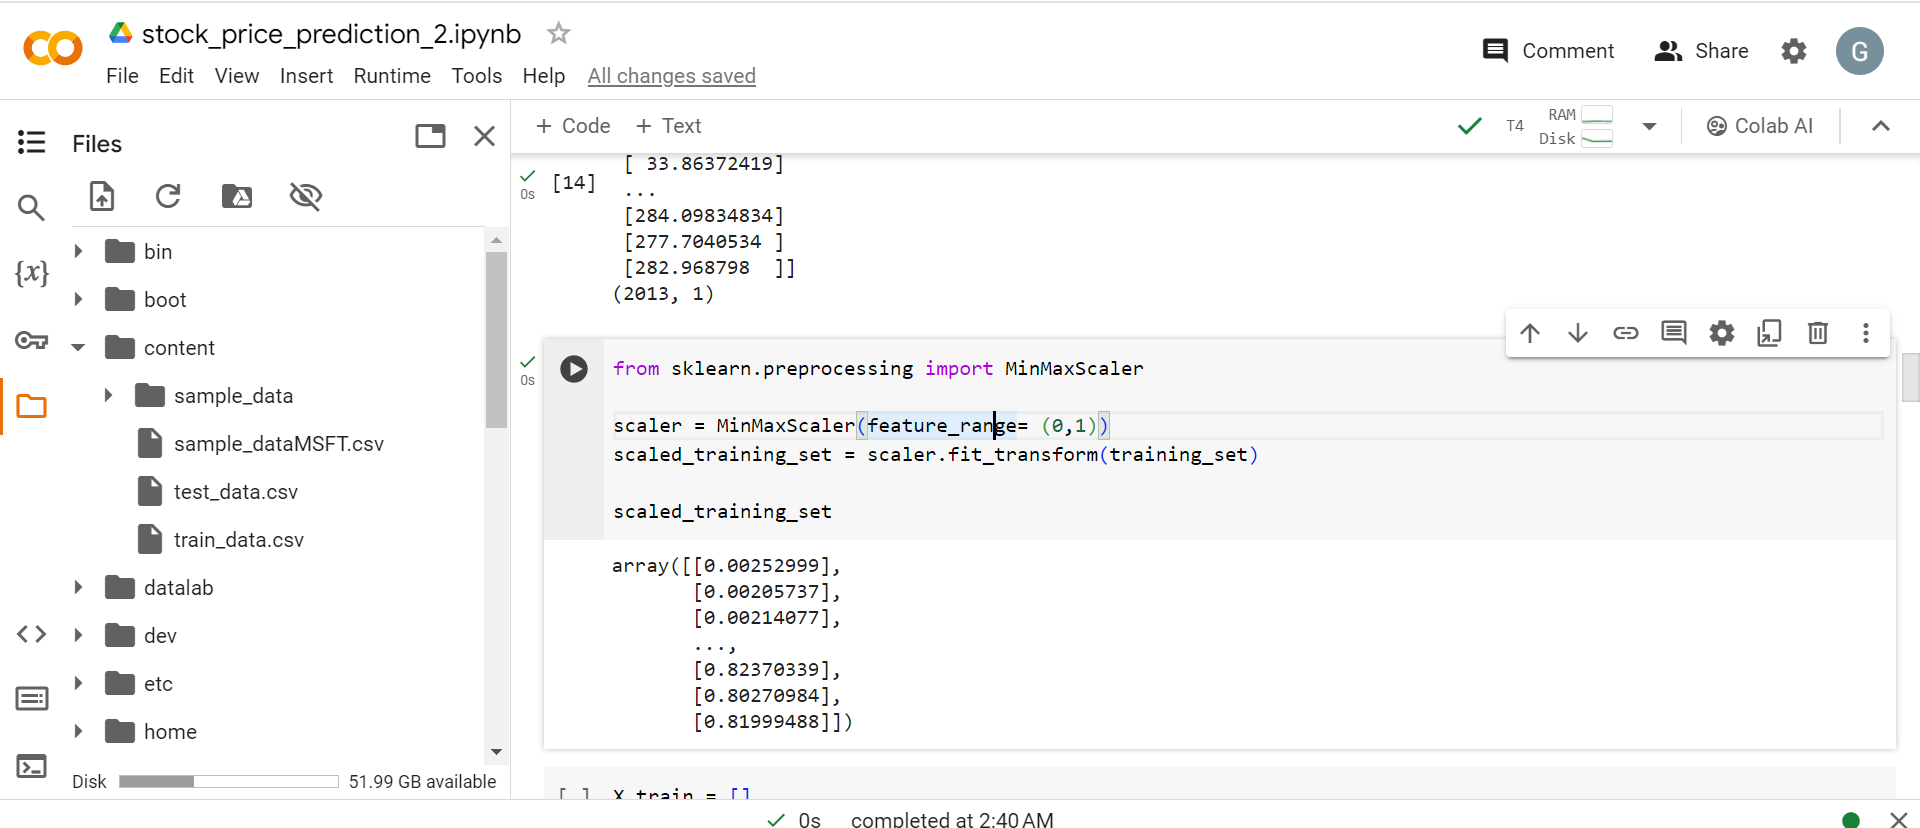 stock_price_prediction_2.ipynb
Comment
Share
G
File Edit View Insert Runtime Tools Help All changes saved
Files
+ Code + Text
T4
RAM
Disk
Colab AI
bin
boot
content
sample_data
sample_dataMSFT.csv
test_data.csv
train_data.csv
datalab
dev
etc
home
Disk 51.99 GB available
{x}
0s
[14]
[ 33.86372419]
...
[284.09834834]
[277.7040534 ]
[282.968798  ]]
(2013, 1)
0s
from sklearn.preprocessing import MinMaxScaler
scaler = MinMaxScaler(feature_range= (0,1))
scaled_training_set = scaler.fit_transform(training_set)
scaled_training_set
array([[0.00252999],
[0.00205737],
[0.00214077],
...,
[0.82370339],
[0.80270984],
[0.81999488]])
[ ] X_train = []
0s completed at 2:40 AM